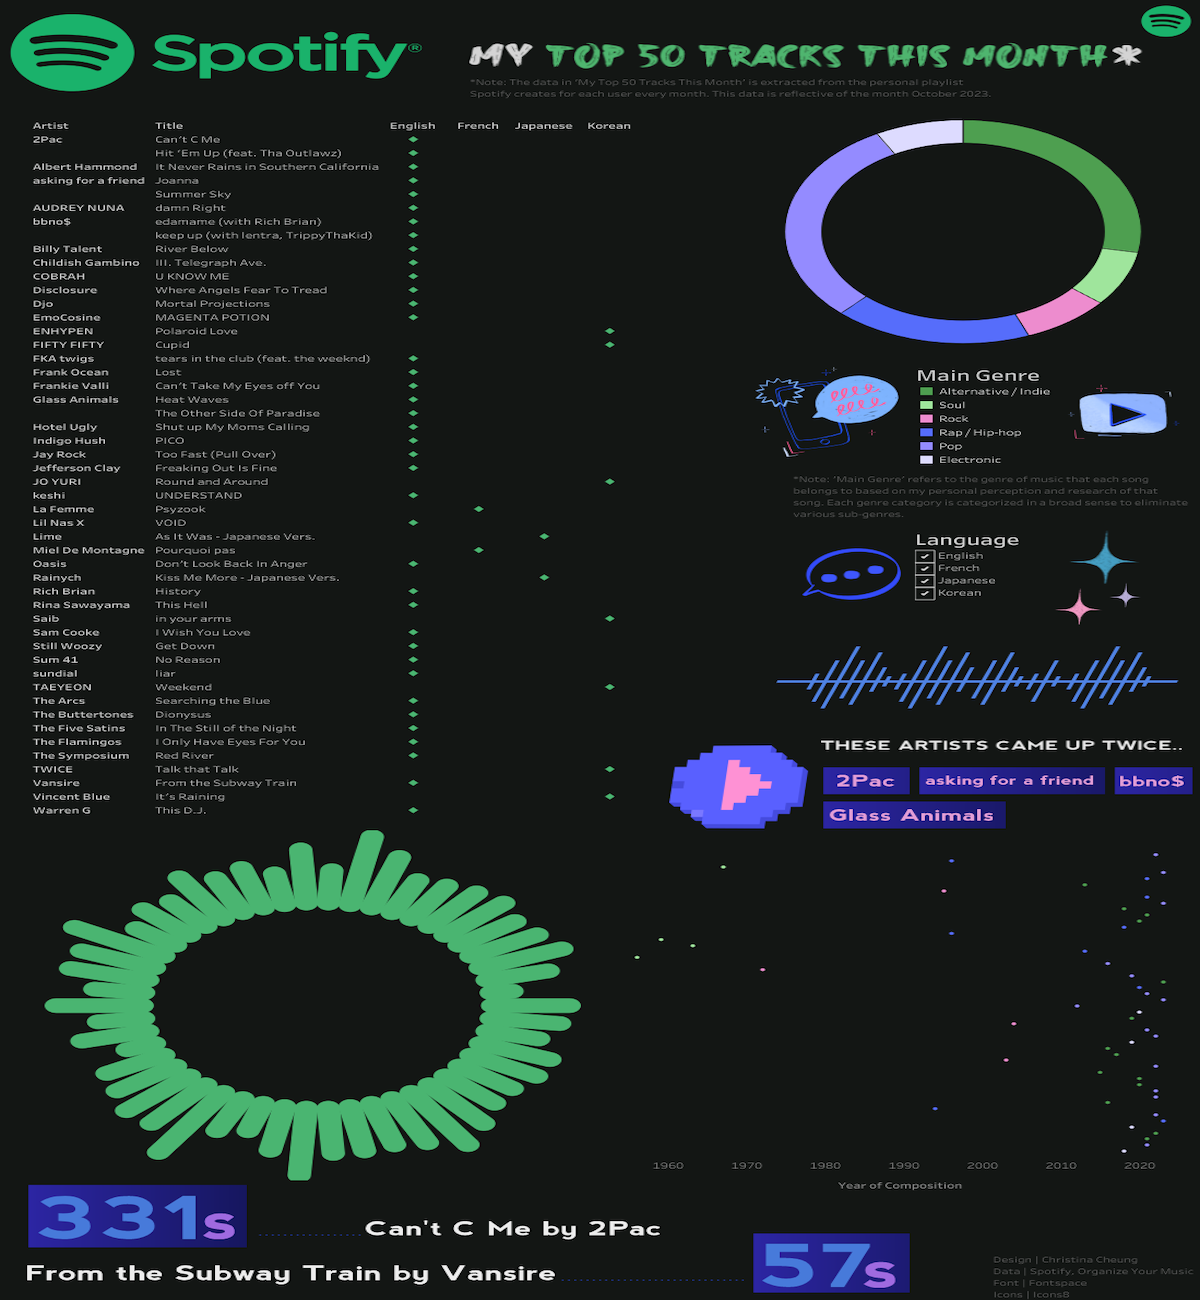 Spotify®
MY TOP 50 TRACKS THIS MONTH*
*Note: The data in 'My Top 50 Tracks This Month' is extracted from the personal playlist
Spotify creates for each user every month. This data is reflective of the month October 2023.
Artist Title English French Japanese Korean
2Pac Can't C Me
Hit 'Em Up (feat. Tha Outlawz)
Albert Hammond It Never Rains in Southern California
asking for a friend Joanna
Summer Sky
AUDREY NUNA damn Right
bbno$ edamame (with Rich Brian)
keep up (with lentra, TrippyThaKid)
Billy Talent River Below
Childish Gambino III. Telegraph Ave.
COBRAH U KNOW ME
Disclosure Where Angels Fear To Tread
Djo Mortal Projections
EmoCosine MAGENTA POTION
ENHYPEN Polaroid Love
FIFTY FIFTY Cupid
FKA twigs tears in the club (feat. the weeknd)
Frank Ocean Lost
Frankie Valli Can't Take My Eyes off You
Glass Animals Heat Waves
The Other Side Of Paradise
Hotel Ugly Shut up My Moms Calling
Indigo Hush PICO
Jay Rock Too Fast (Pull Over)
Jefferson Clay Freaking Out Is Fine
JO YURI Round and Around
keshi UNDERSTAND
La Femme Psyzook
Lil Nas X VOID
Lime As It Was - Japanese Vers.
Miel De Montagne Pourquoi pas
Oasis Don't Look Back In Anger
Rainych Kiss Me More - Japanese Vers.
Rich Brian History
Rina Sawayama This Hell
Saib in your arms
Sam Cooke I Wish You Love
Still Woozy Get Down
Sum 41 No Reason
sundial liar
TAEYEON Weekend
The Arcs Searching the Blue
The Buttertones Dionysus
The Five Satins In The Still of the Night
The Flamingos I Only Have Eyes For You
The Symposium Red River
TWICE Talk that Talk
Vansire From the Subway Train
Vincent Blue It's Raining
Warren G This D.J.
Main Genre
Alternative / Indie
Soul
Rock
Rap / Hip-hop
Pop
Electronic
*Note: 'Main Genre' refers to the genre of music that each song
belongs to based on my personal perception and research of that
song. Each genre category is categorized in a broad sense to eliminate
various sub-genres.
Language
English
French
Japanese
Korean
THESE ARTISTS CAME UP TWICE..
2Pac asking for a friend bbno$
Glass Animals
1960 1970 1980 1990 2000 2010 2020
Year of Composition
331s Can't C Me by 2Pac
From the Subway Train by Vansire 57s
Design | Christina Cheung
Data | Spotify, Organize Your Music
Font | Fontspace
Icons | Icons8